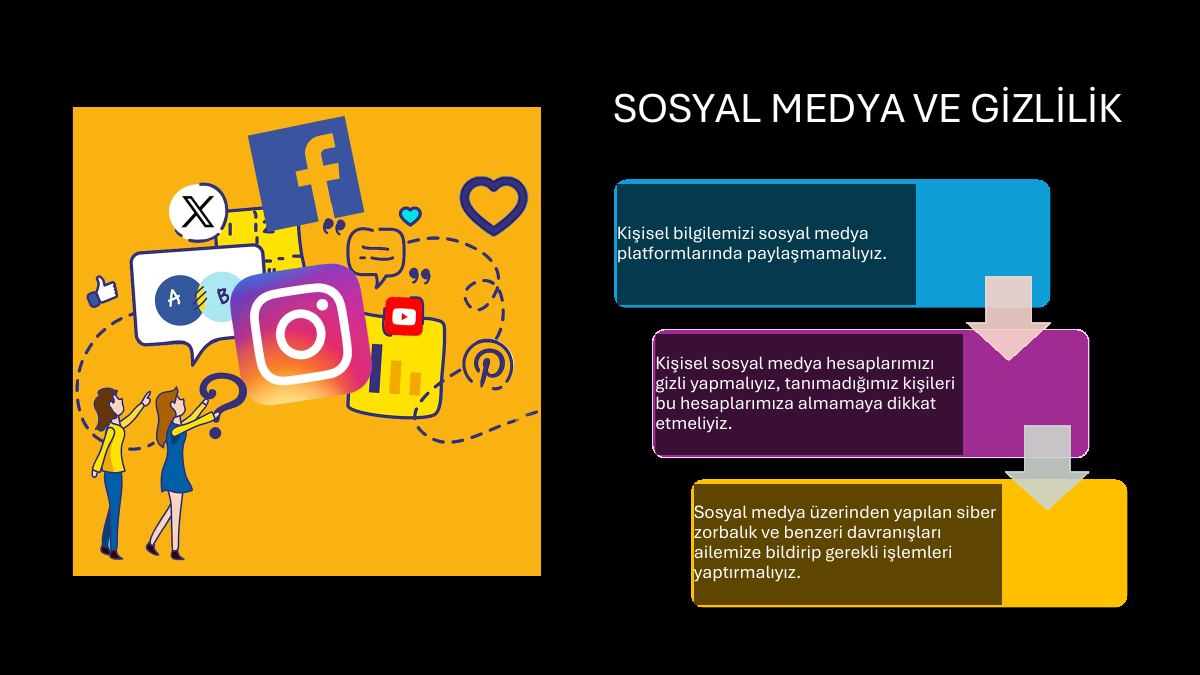 SOSYAL MEDYA VE GİZLİLİK
Kişisel bilgilemizi sosyal medya
platformlarında paylaşmamalıyız.
Kişisel sosyal medya hesaplarımızı
gizli yapmalıyız, tanımadığımız kişileri
bu hesaplarımıza almamaya dikkat
etmeliyiz.
Sosyal medya üzerinden yapılan siber
zorbalık ve benzeri davranışları
ailemize bildirip gerekli işlemleri
yaptırmalıyız.
A
B
?